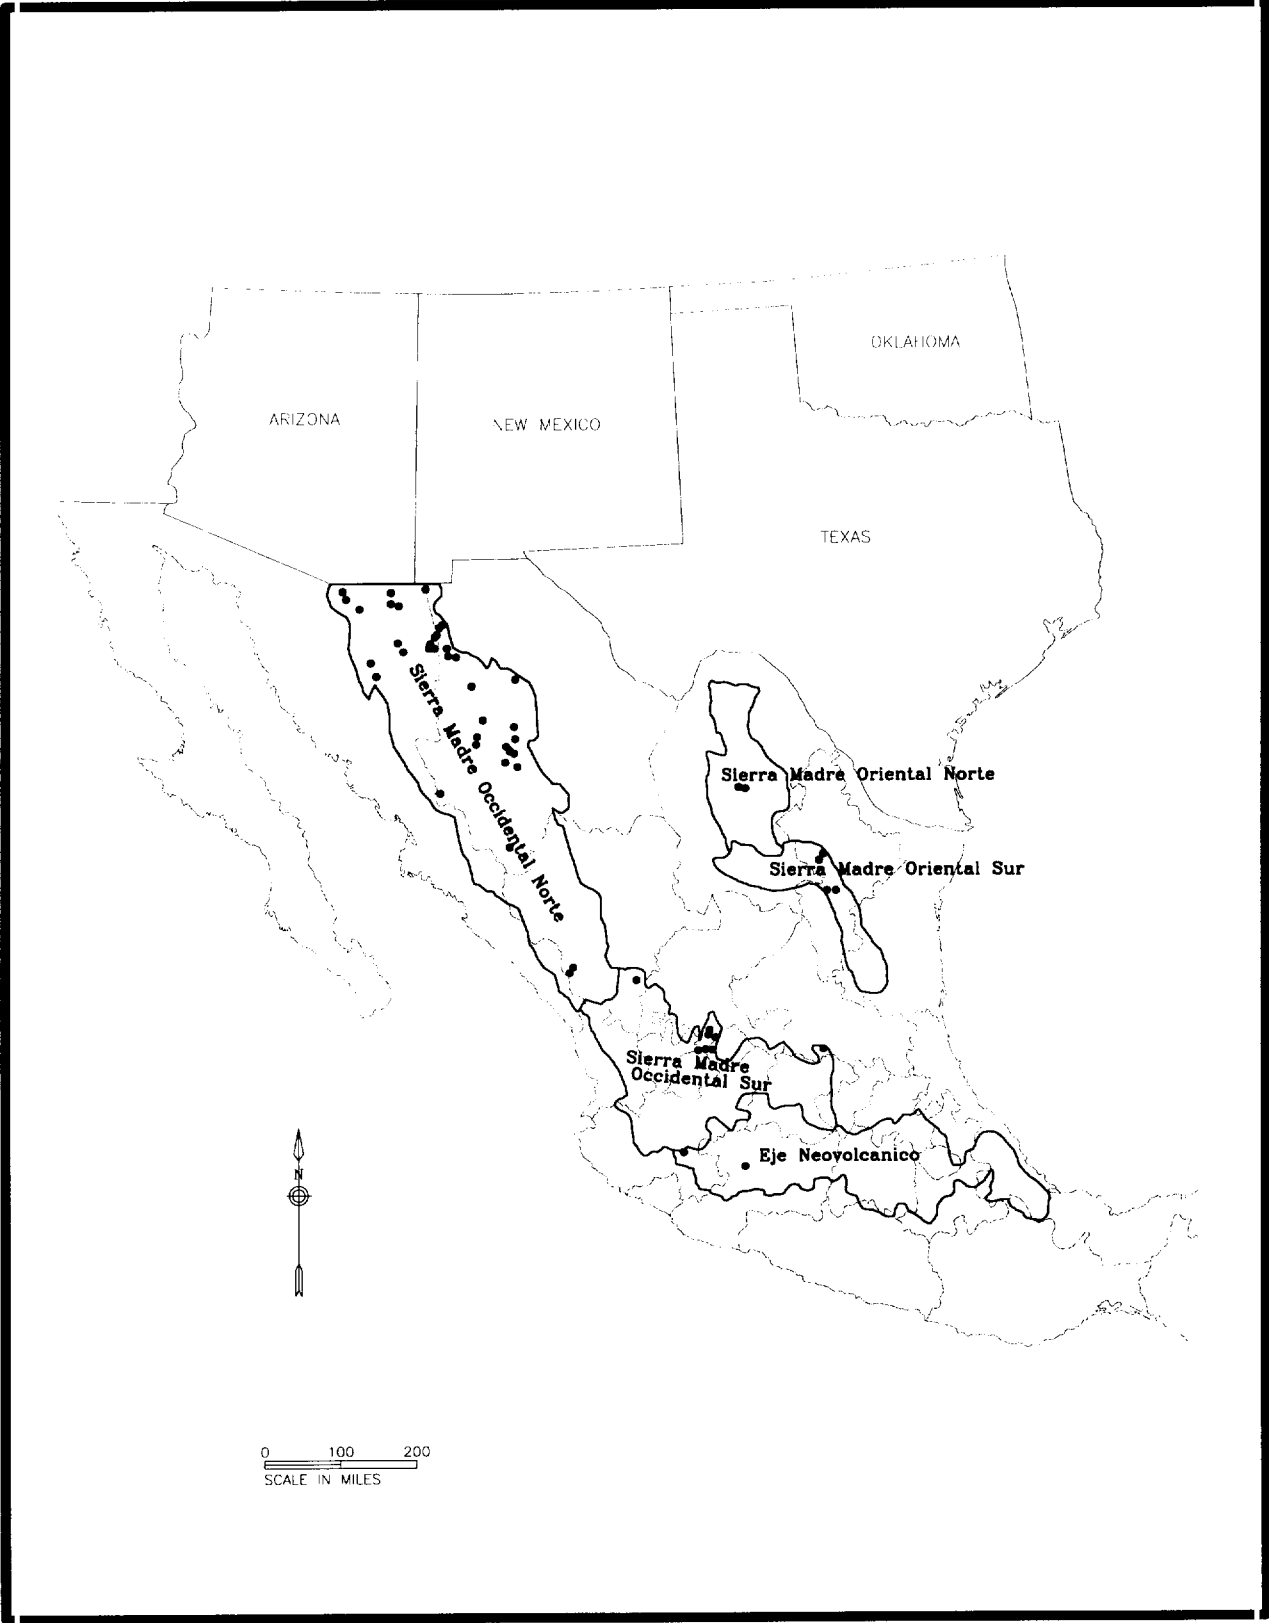 OKLAHOMA
ARIZONA
NEW MEXICO
TEXAS
Sierra Madre Occidental Norte
Sierra Madre Oriental Norte
Sierra Madre Oriental Sur
Sierra Madre
Occidental Sur
Eje Neovolcanico
N
0 100 200
SCALE IN MILES